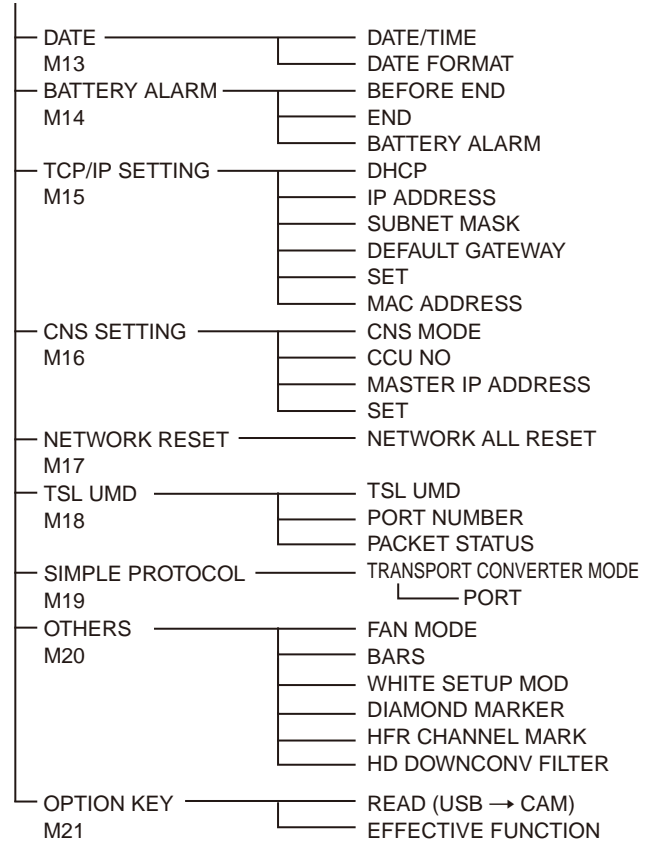 DATE DATE/TIME
M13 DATE FORMAT
BATTERY ALARM BEFORE END
M14 END
BATTERY ALARM
TCP/IP SETTING DHCP
M15 IP ADDRESS
SUBNET MASK
DEFAULT GATEWAY
SET
MAC ADDRESS
CNS SETTING CNS MODE
M16 CCU NO
MASTER IP ADDRESS
SET
NETWORK RESET NETWORK ALL RESET
M17
TSL UMD TSL UMD
M18 PORT NUMBER
PACKET STATUS
SIMPLE PROTOCOL TRANSPORT CONVERTER MODE
M19 PORT
OTHERS FAN MODE
M20 BARS
WHITE SETUP MOD
DIAMOND MARKER
HFR CHANNEL MARK
HD DOWNCONV FILTER
OPTION KEY READ (USB → CAM)
M21 EFFECTIVE FUNCTION